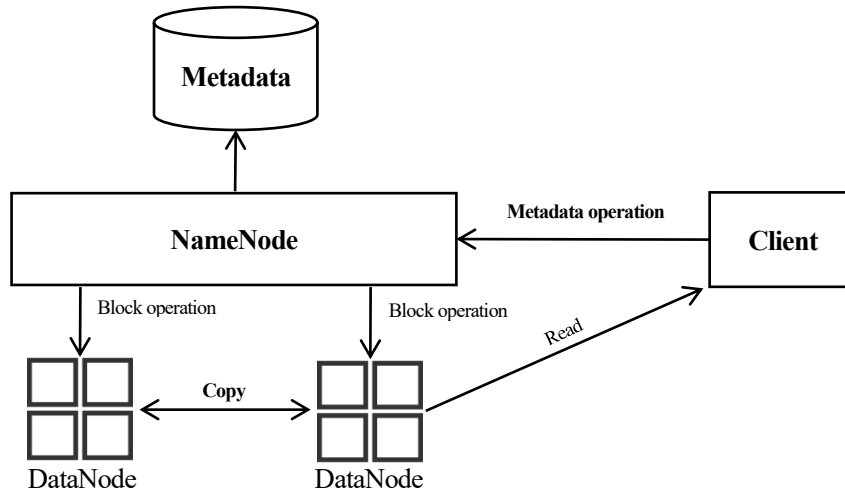 Metadata
NameNode
Metadata operation
Client
Block operation
Block operation
Read
Copy
DataNode
DataNode